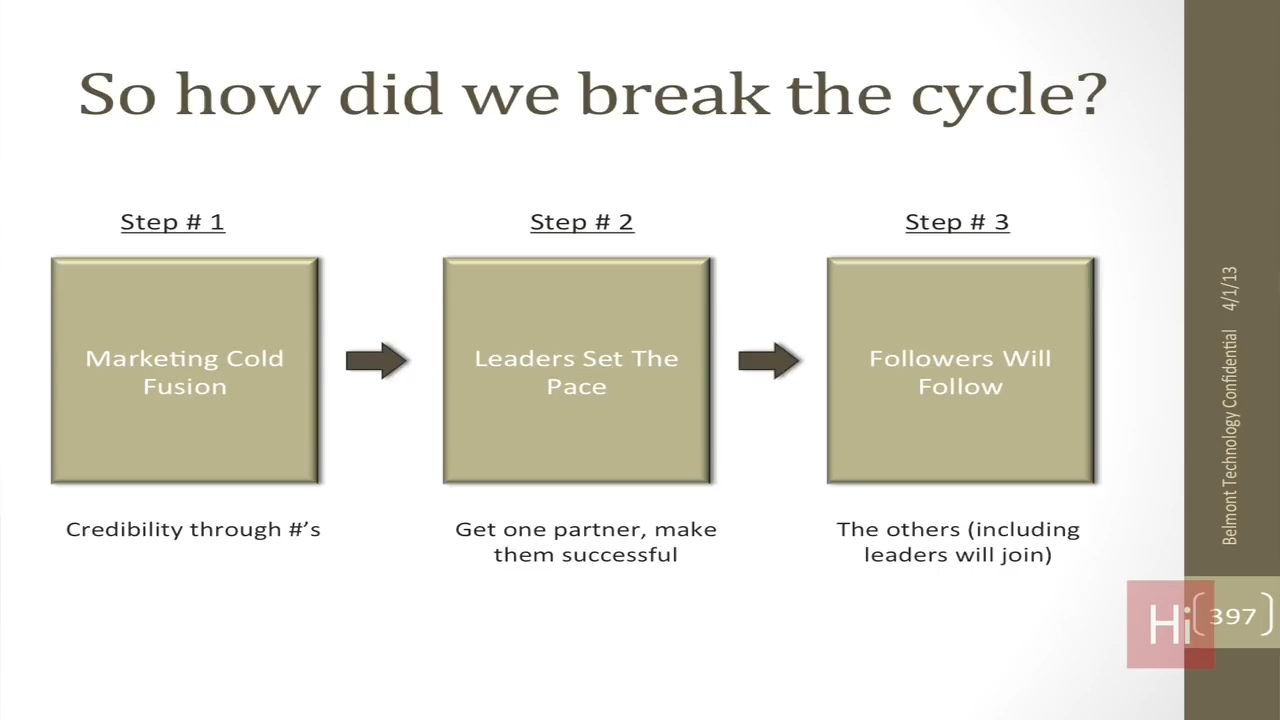 So how did we break the cycle?
Step # 1
Step # 2
Step # 3
Marketing Cold
Fusion
Leaders Set The
Pace
Followers Will
Follow
Credibility through #’s
Get one partner, make
them successful
The others (including
leaders will join)
Belmont Technology Confidential 4/1/13
397
Hi